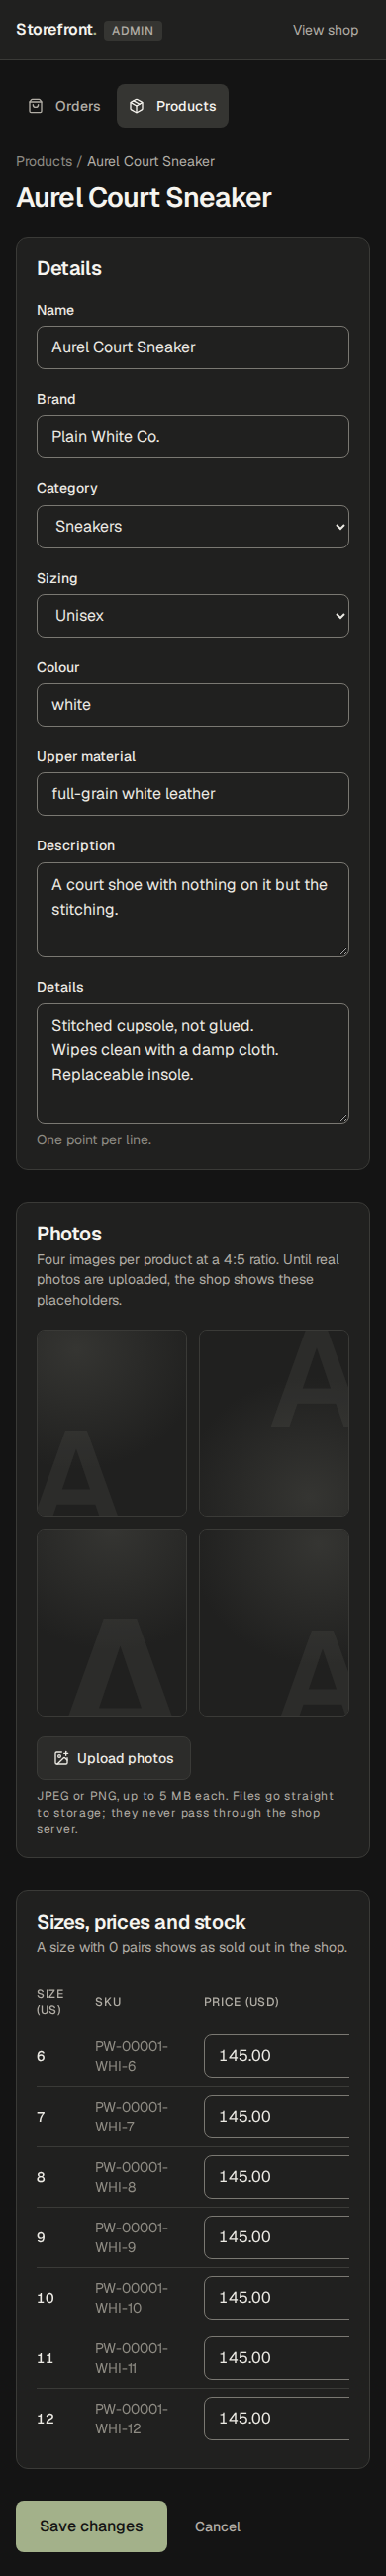 Storefront. ADMIN View shop
Orders Products
Products / Aurel Court Sneaker
Aurel Court Sneaker
Details
Name
Aurel Court Sneaker
Brand
Plain White Co.
Category
Sneakers
Sizing
Unisex
Colour
white
Upper material
full-grain white leather
Description
A court shoe with nothing on it but the
stitching.
Details
Stitched cupsole, not glued.
Wipes clean with a damp cloth.
Replaceable insole.
One point per line.
Photos
Four images per product at a 4:5 ratio. Until real
photos are uploaded, the shop shows these
placeholders.
A A
A A
Upload photos
JPEG or PNG, up to 5 MB each. Files go straight
to storage; they never pass through the shop
server.
Sizes, prices and stock
A size with 0 pairs shows as sold out in the shop.
SIZE
(US) SKU PRICE (USD)
6 PW-00001-
WHI-6 145.00
7 PW-00001-
WHI-7 145.00
8 PW-00001-
WHI-8 145.00
9 PW-00001-
WHI-9 145.00
10 PW-00001-
WHI-10 145.00
11 PW-00001-
WHI-11 145.00
12 PW-00001-
WHI-12 145.00
Save changes Cancel